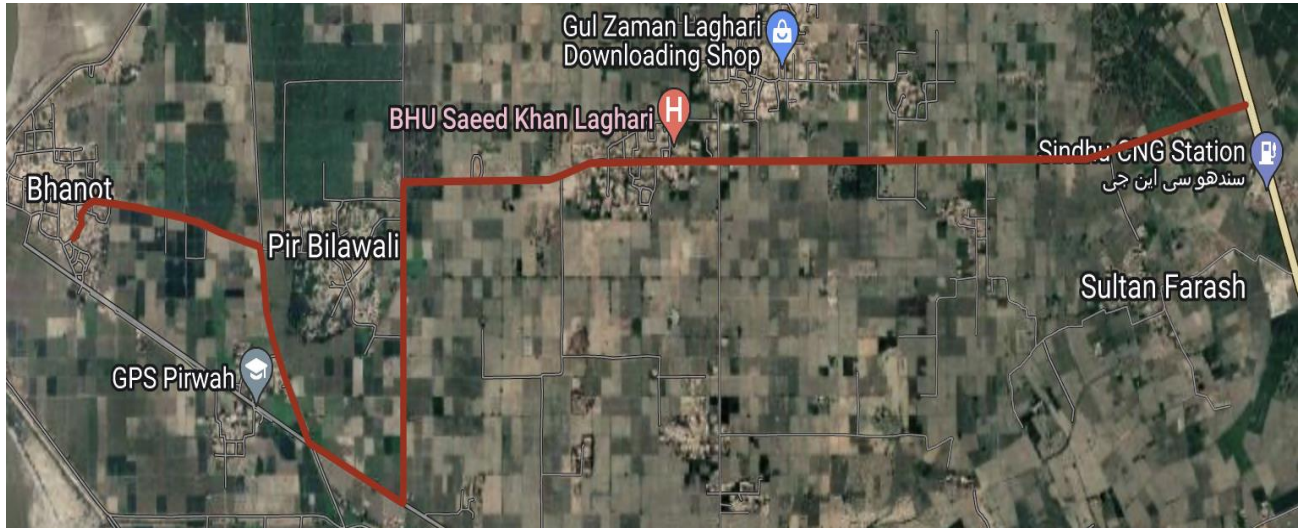 Gul Zaman Laghari
Downloading Shop
BHU Saeed Khan Laghari
H
Sindhu CNG Station
سندھو سی این جی
Bhanot
Pir Bilawali
Sultan Farash
GPS Pirwah